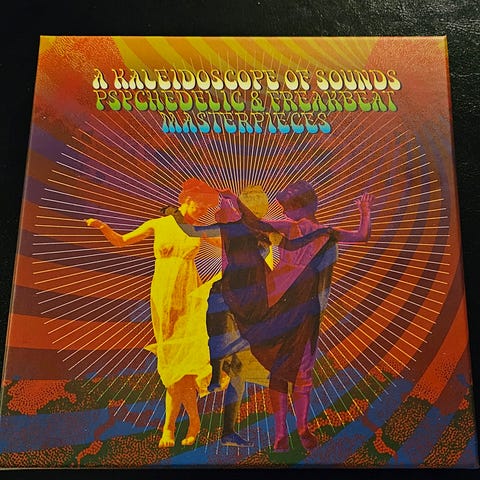 A KALEIDOSCOPE OF SOUNDS
PSYCHEDELIC & FREAKBEAT
MASTERPIECES